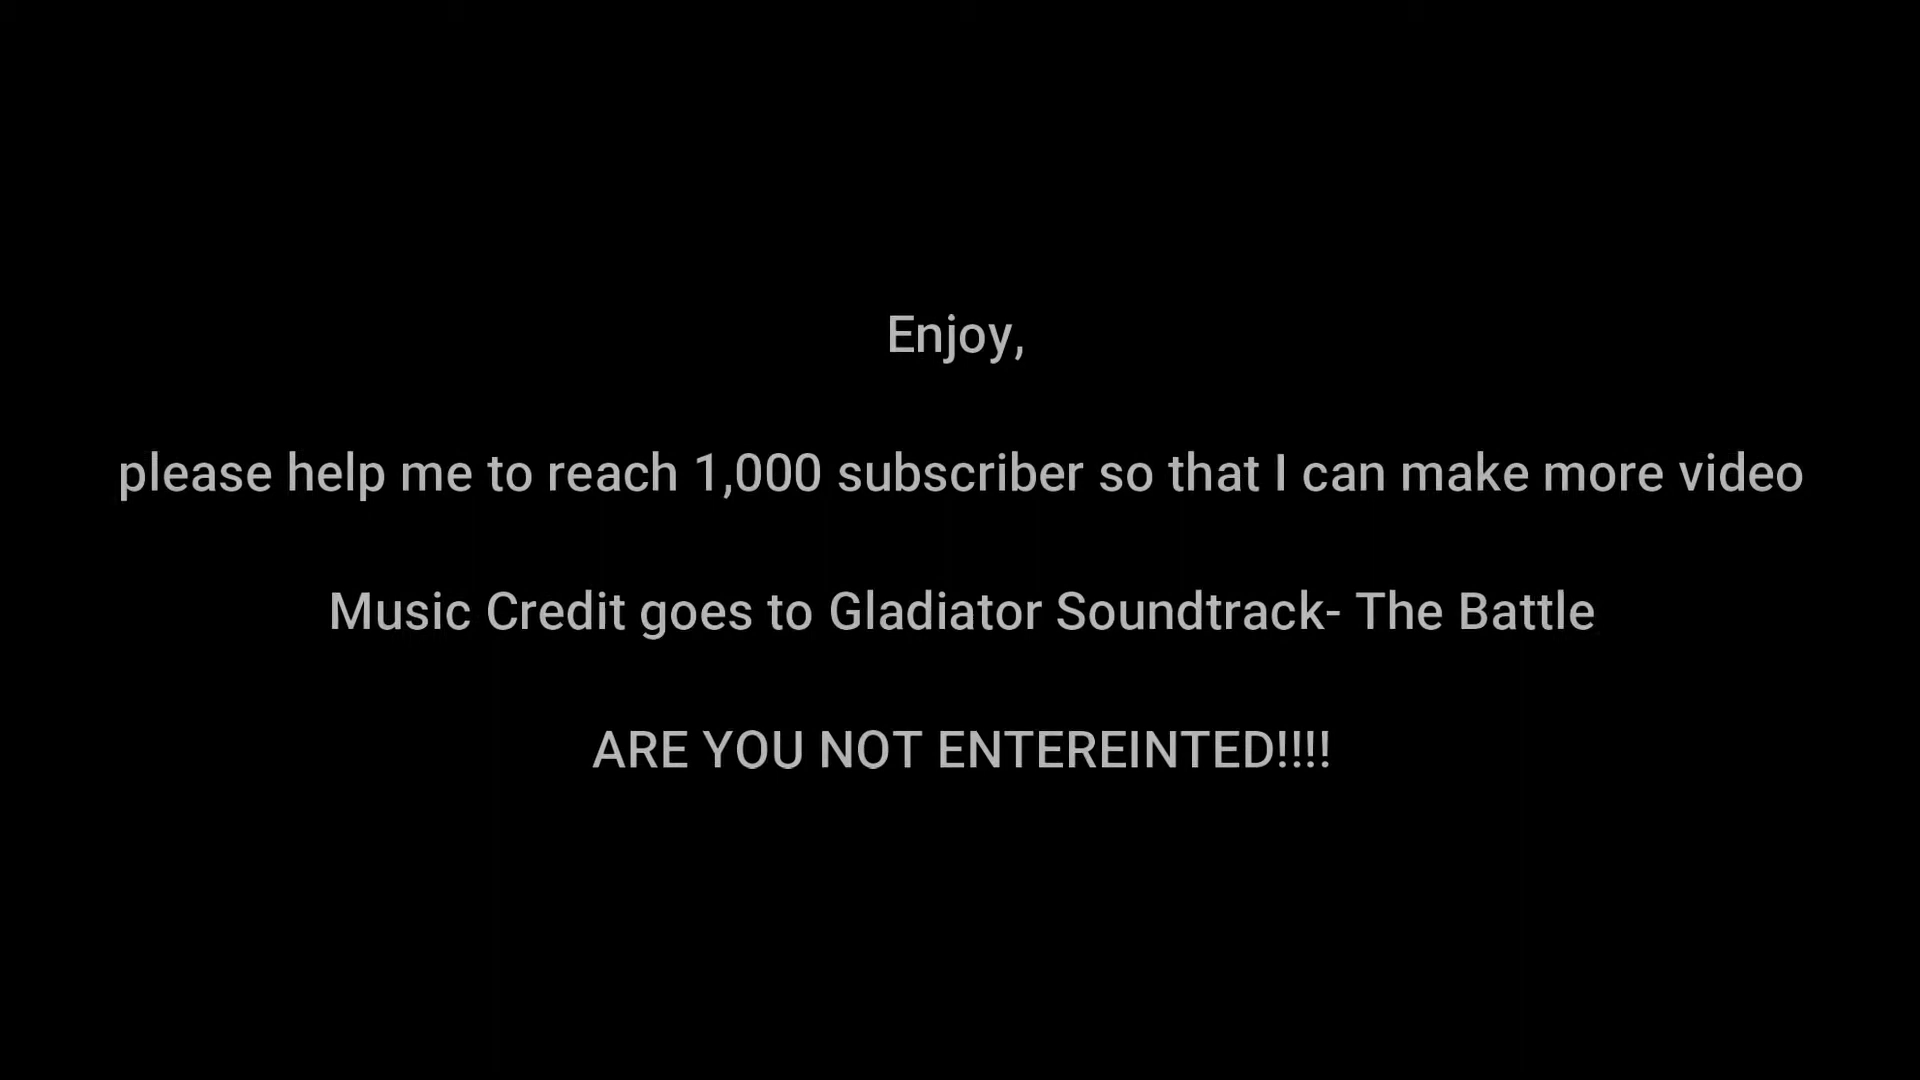 Enjoy,
please help me to reach 1,000 subscriber so that I can make more video
Music Credit goes to Gladiator Soundtrack- The Battle
ARE YOU NOT ENTEREINTED!!!!